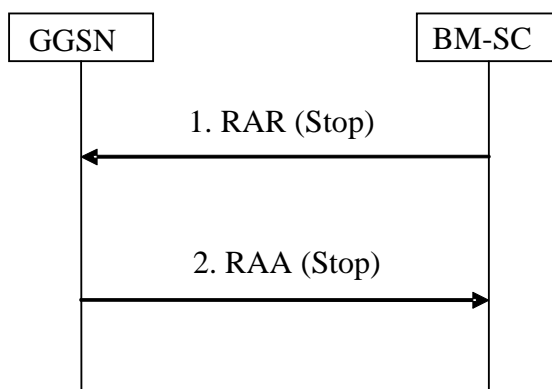 GGSN
BM-SC
1. RAR (Stop)
2. RAA (Stop)